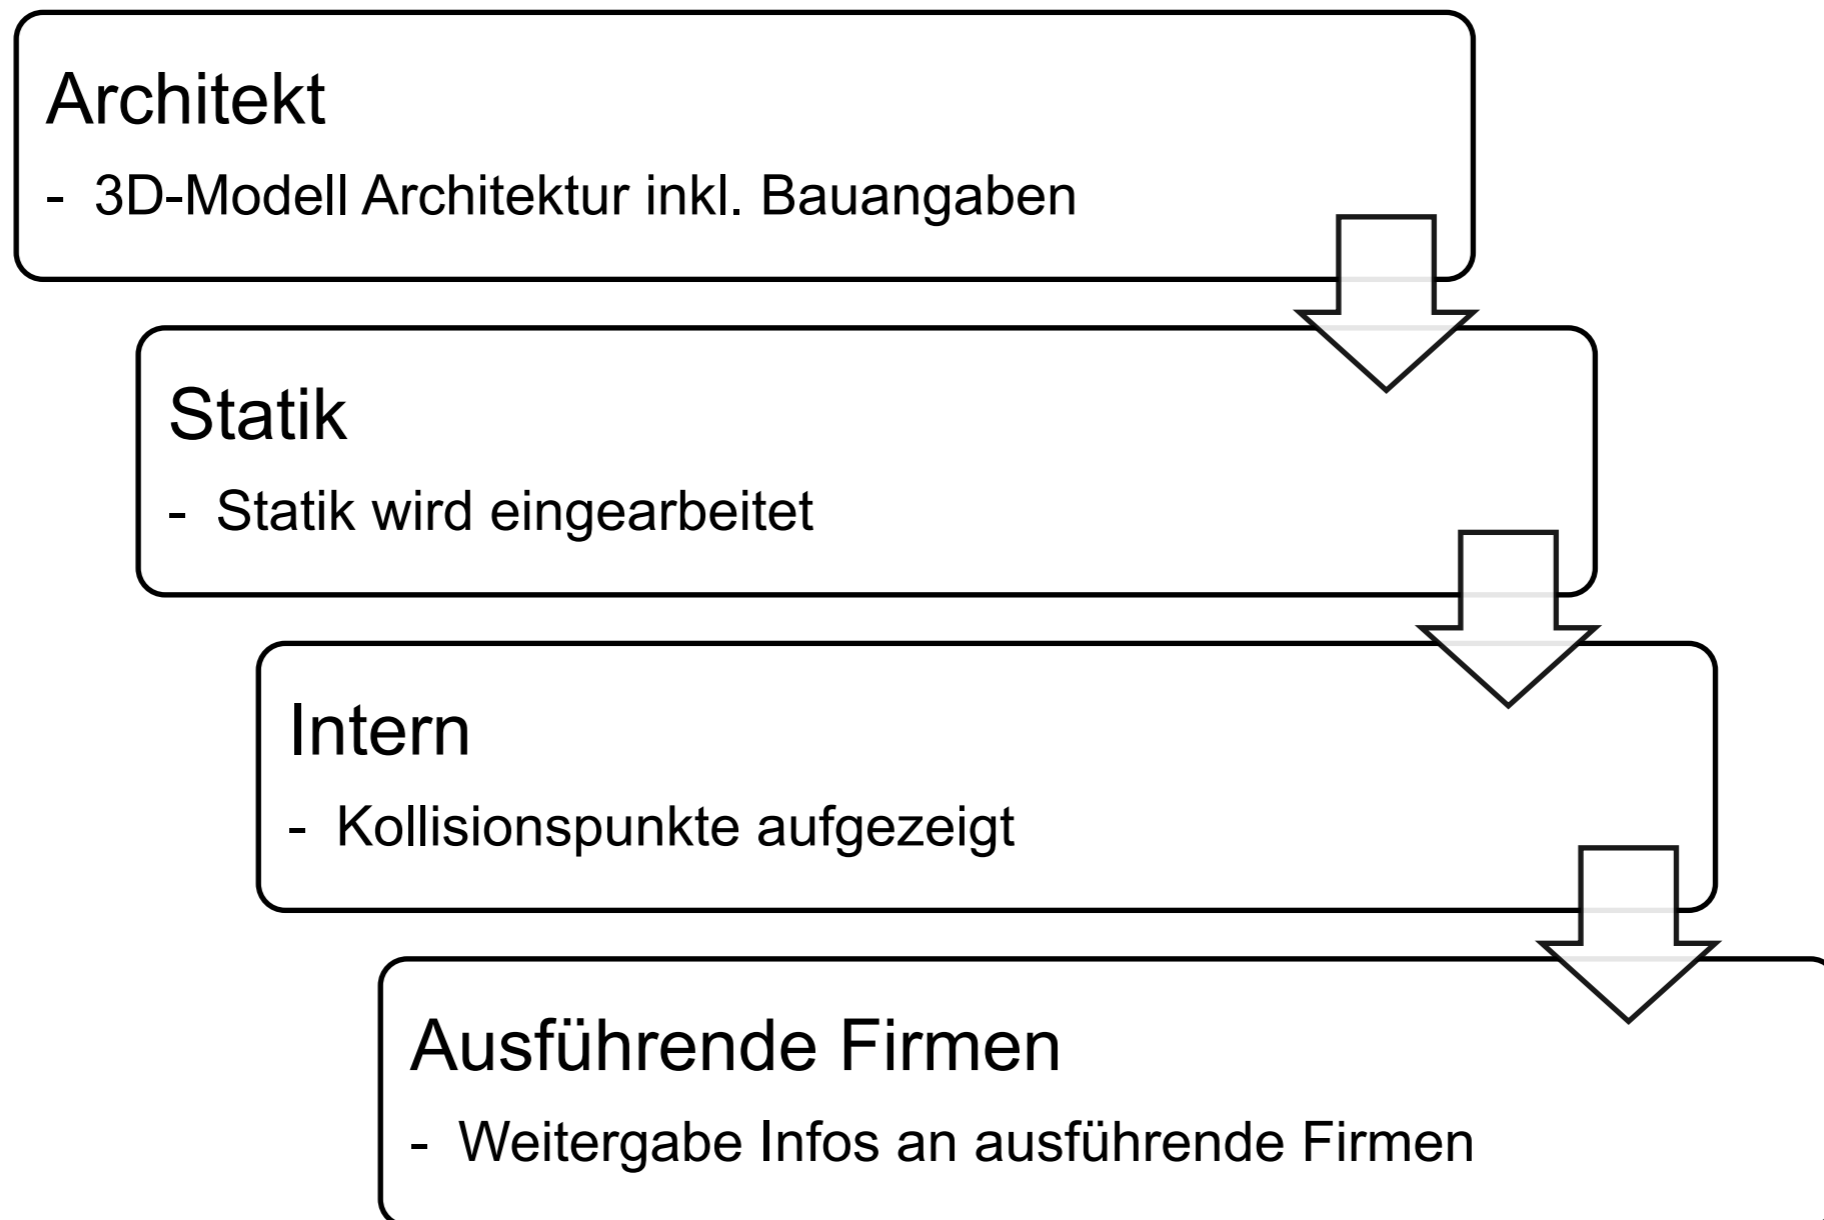 Architekt
- 3D-Modell Architektur inkl. Bauangaben
Statik
- Statik wird eingearbeitet
Intern
- Kollisionspunkte aufgezeigt
Ausführende Firmen
- Weitergabe Infos an ausführende Firmen